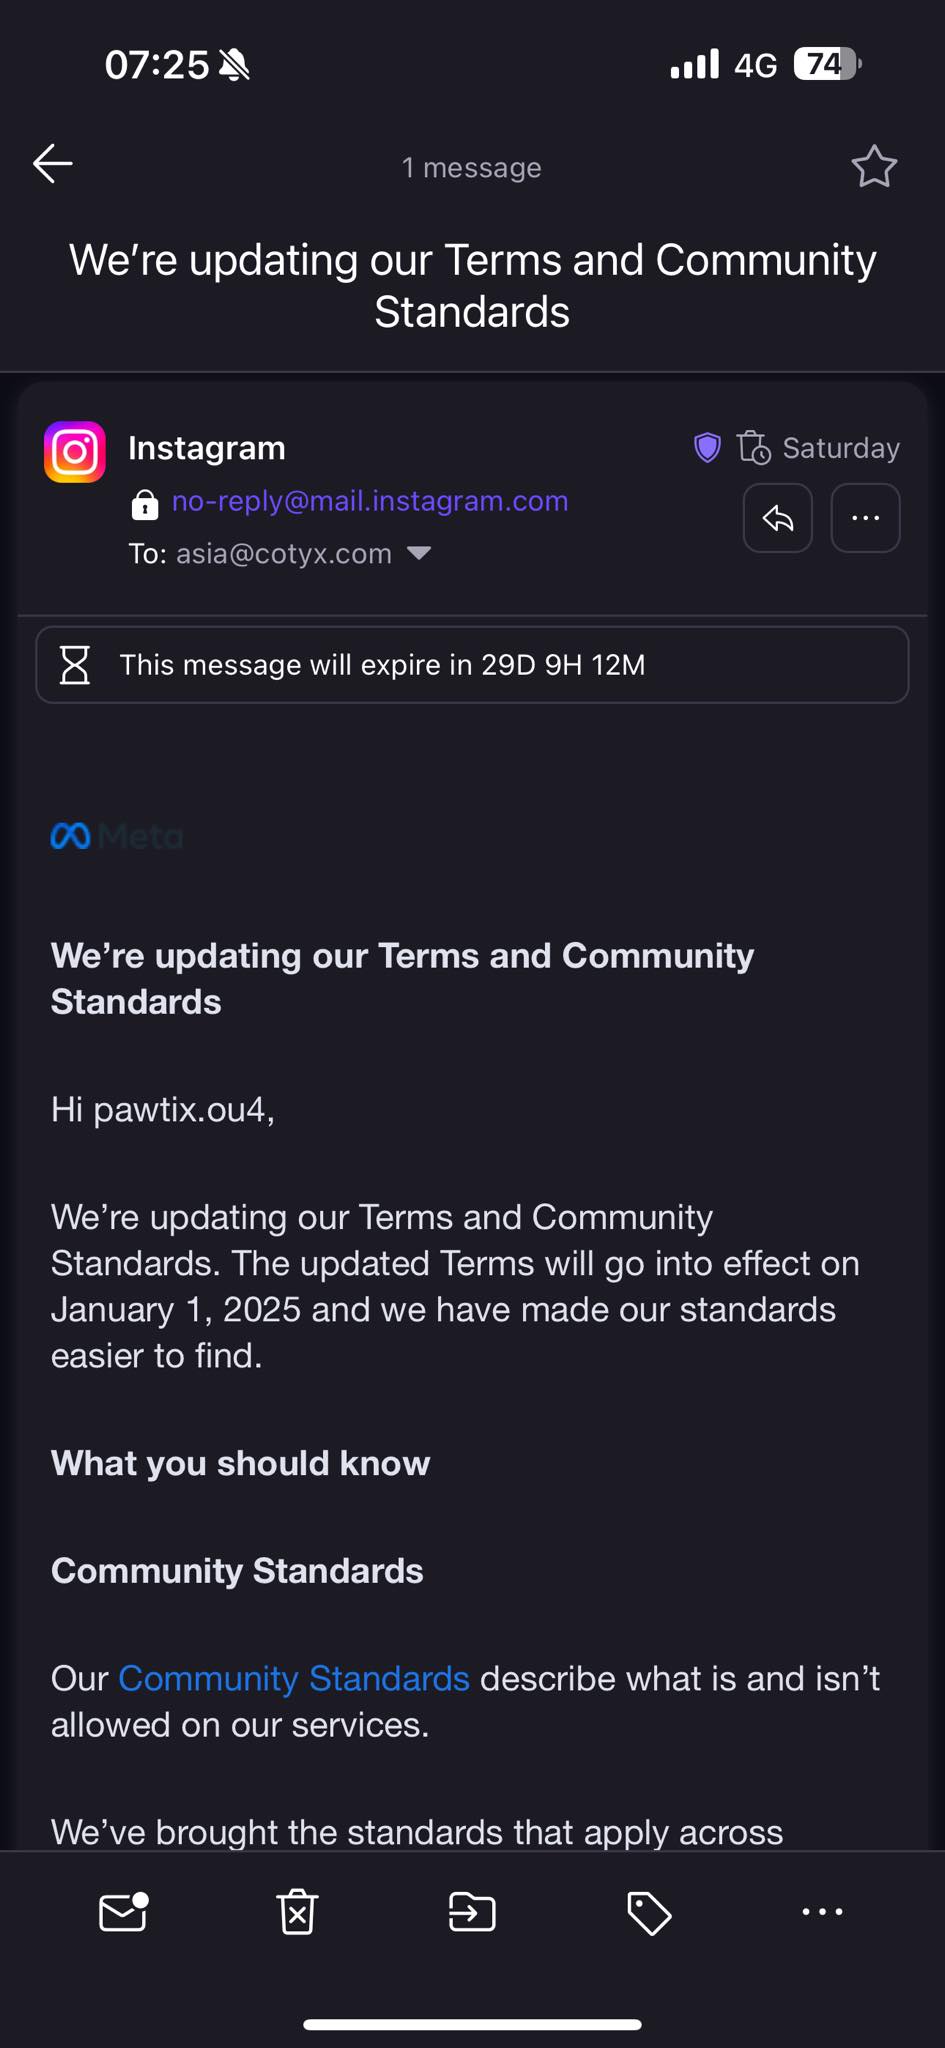 07:25
4G 74
1 message
We’re updating our Terms and Community
Standards
Instagram
Saturday
no-reply@mail.instagram.com
To: asia@cotyx.com
This message will expire in 29D 9H 12M
Meta
We’re updating our Terms and Community
Standards
Hi pawtix.ou4,
We’re updating our Terms and Community
Standards. The updated Terms will go into effect on
January 1, 2025 and we have made our standards
easier to find.
What you should know
Community Standards
Our Community Standards describe what is and isn’t
allowed on our services.
We’ve brought the standards that apply across